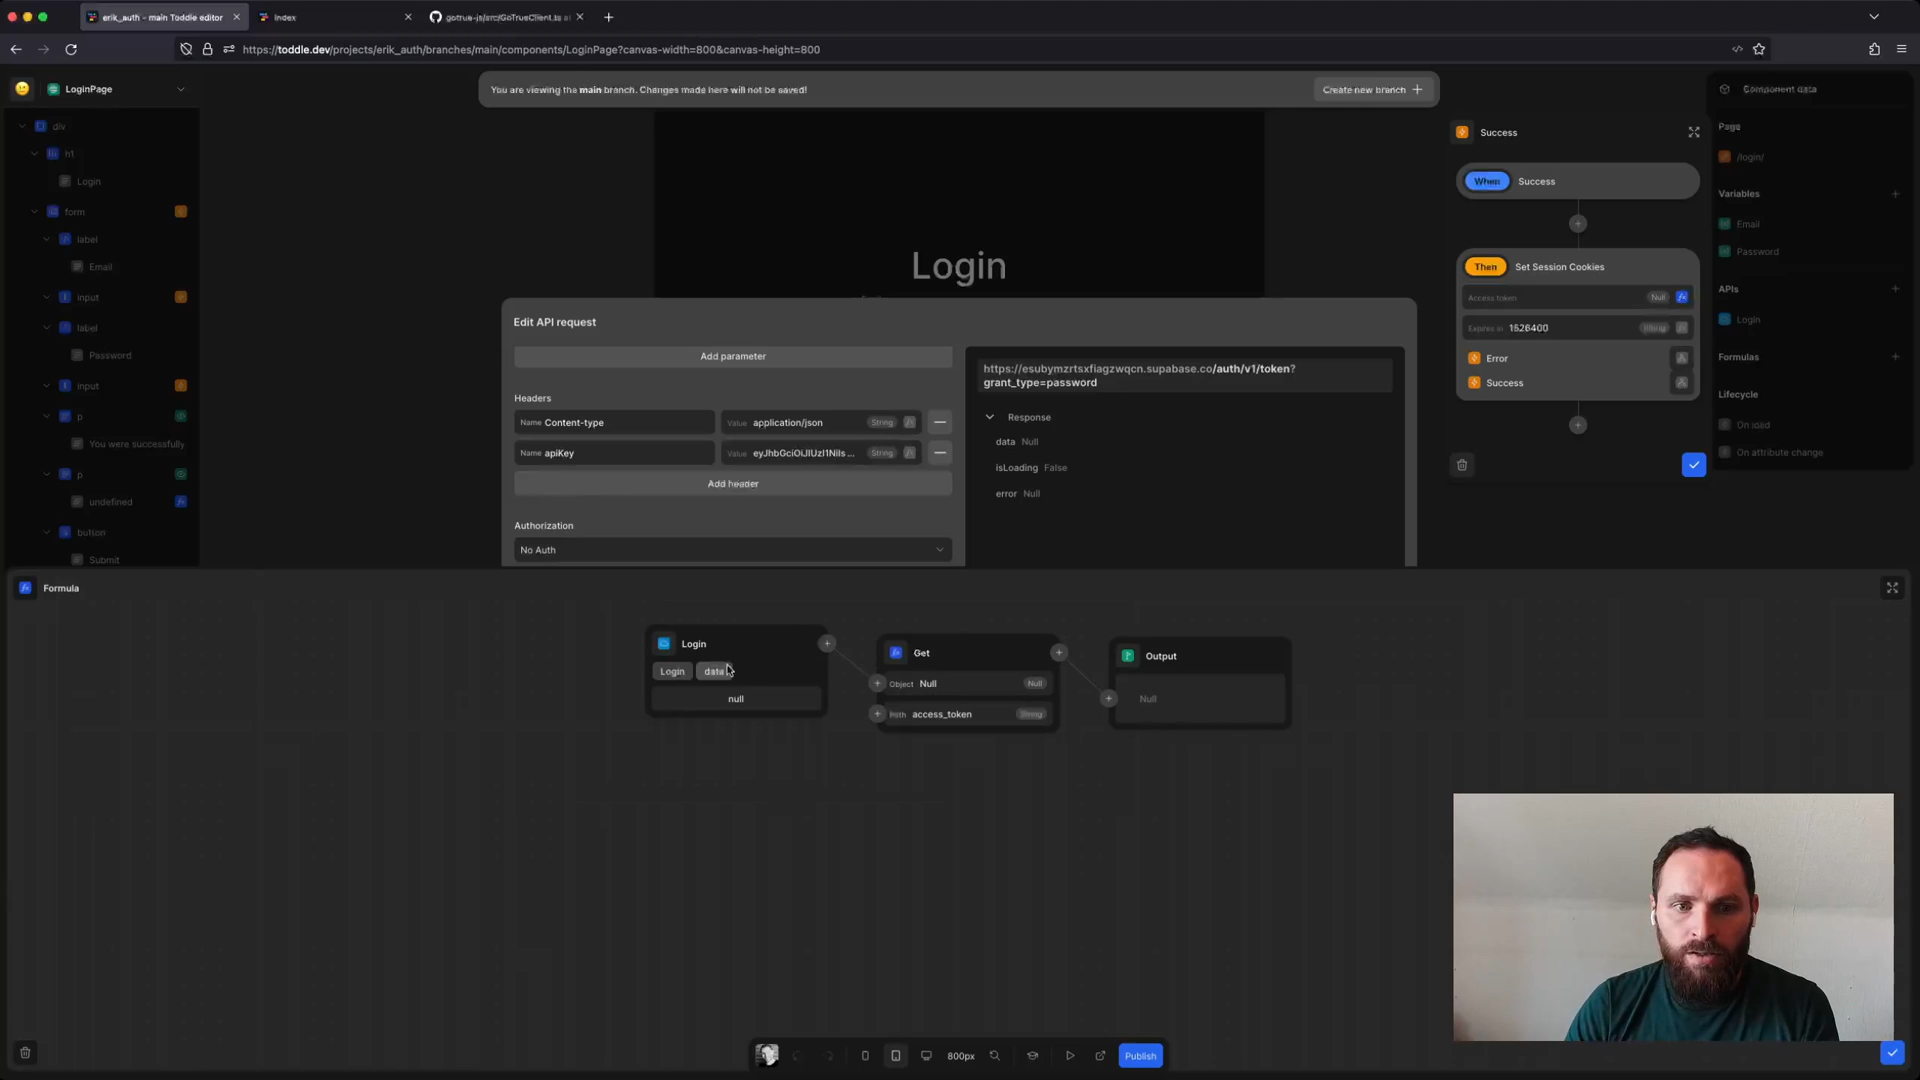 erik_auth - main Toddle editor
Index
gotrue-js/src/GoTrueClient.ts at
https://toddle.dev/projects/erik_auth/branches/main/components/LoginPage?canvas-width=800&canvas-height=800
LoginPage
You are viewing the main branch. Changes made here will not be saved!
Create new branch
Component data
div
h1
Login
form
label
Email
input
label
Password
input
p
You were successfully
p
undefined
button
Submit
Login
Edit API request
Add parameter
Headers
Name Content-type
Value application/json String
Name apiKey
Value eyJhbGciOiJIUzI1NiIs ... String
Add header
Authorization
No Auth
https://esubymzrtsxfiagzwqcn.supabase.co/auth/v1/token?
grant_type=password
Response
data Null
isLoading False
error Null
Success
When Success
Then Set Session Cookies
Access token Null
Expires in 1526400 String
Error
Success
Page
/login/
Variables
Email
Password
APIs
Login
Formulas
Lifecycle
On load
On attribute change
Formula
Login
Login data
null
Get
Object Null Null
Path access_token String
Output
Null
800px
Publish